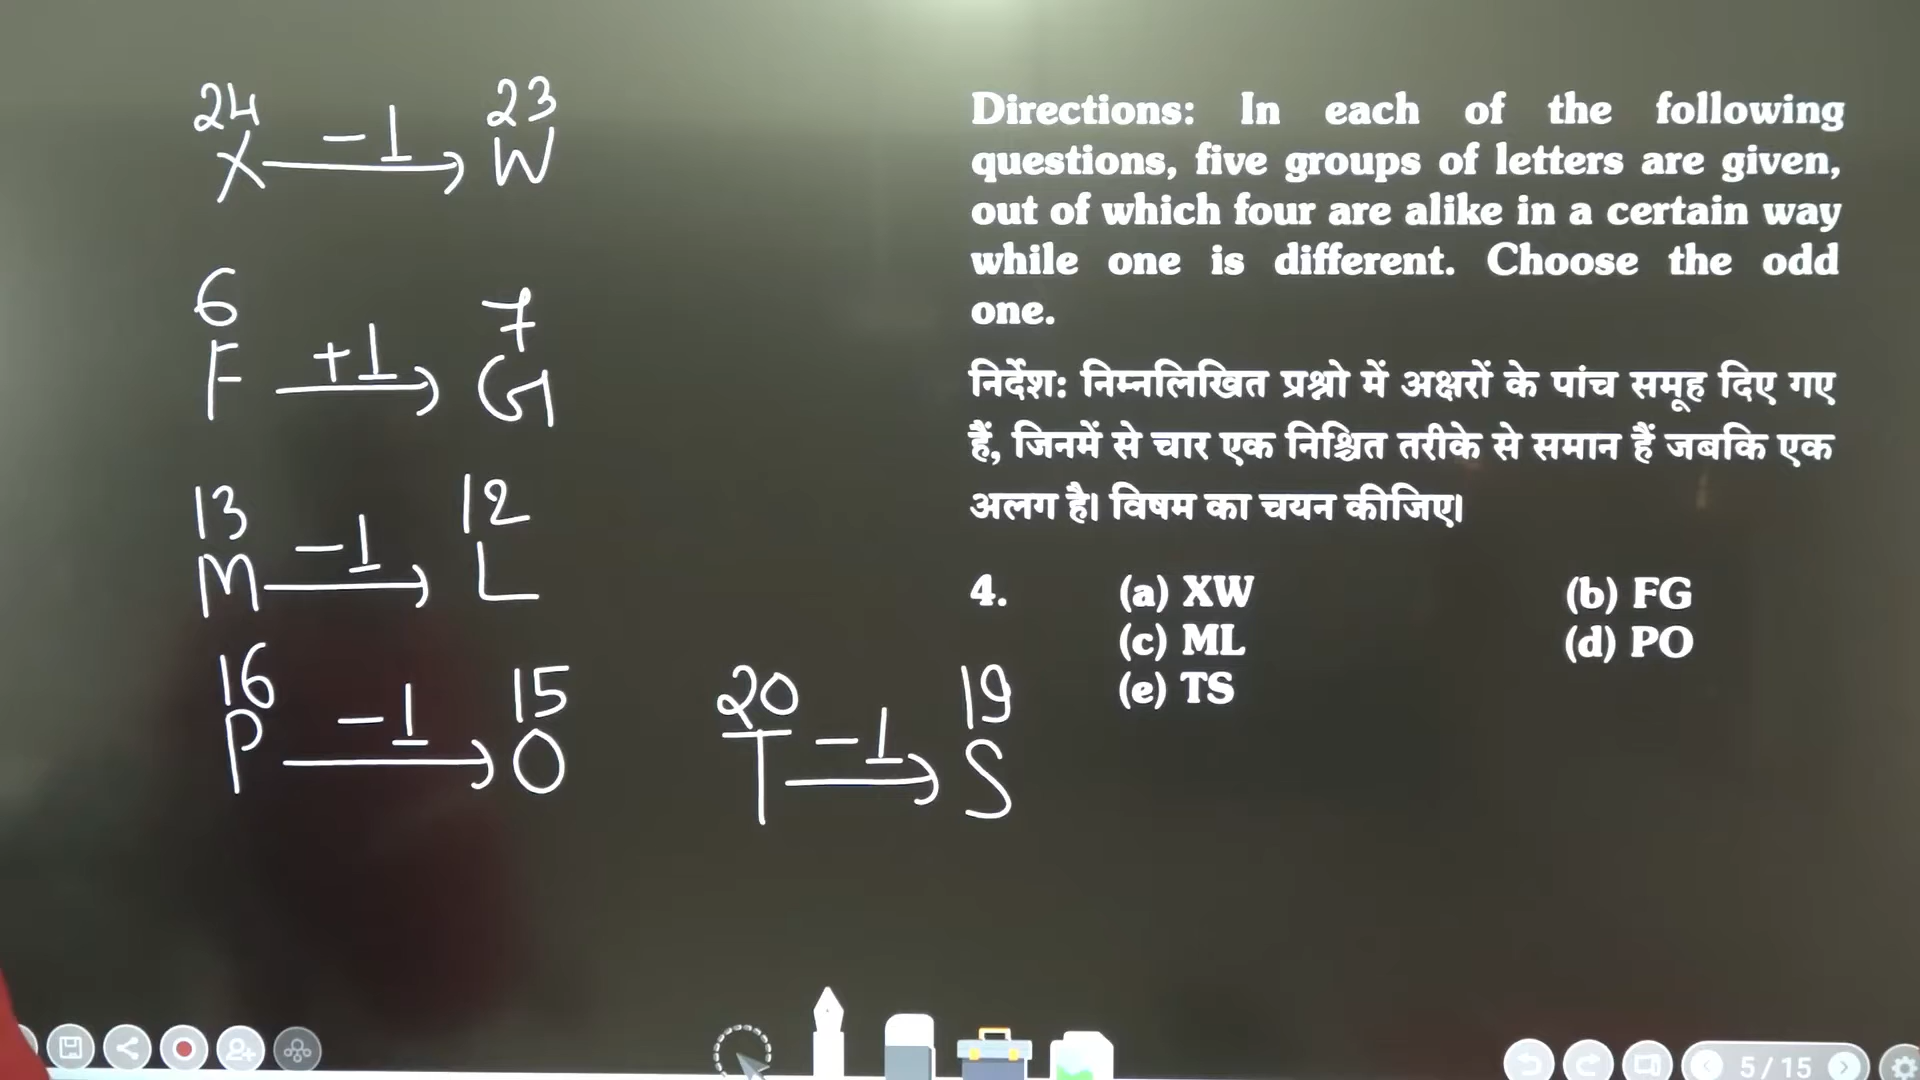 24 23
X -1 W
6 7
F +1 G
13 12
M -1 L
16 15
P -1 O
20 19
T -1 S
Directions: In each of the following
questions, five groups of letters are given,
out of which four are alike in a certain way
while one is different. Choose the odd
one.
निर्देश: निम्नलिखित प्रश्नो में अक्षरों के पांच समूह दिए गए
हैं, जिनमें से चार एक निश्चित तरीके से समान हैं जबकि एक
अलग है। विषम का चयन कीजिए।
4. (a) XW (b) FG
(c) ML (d) PO
(e) TS
5 / 15